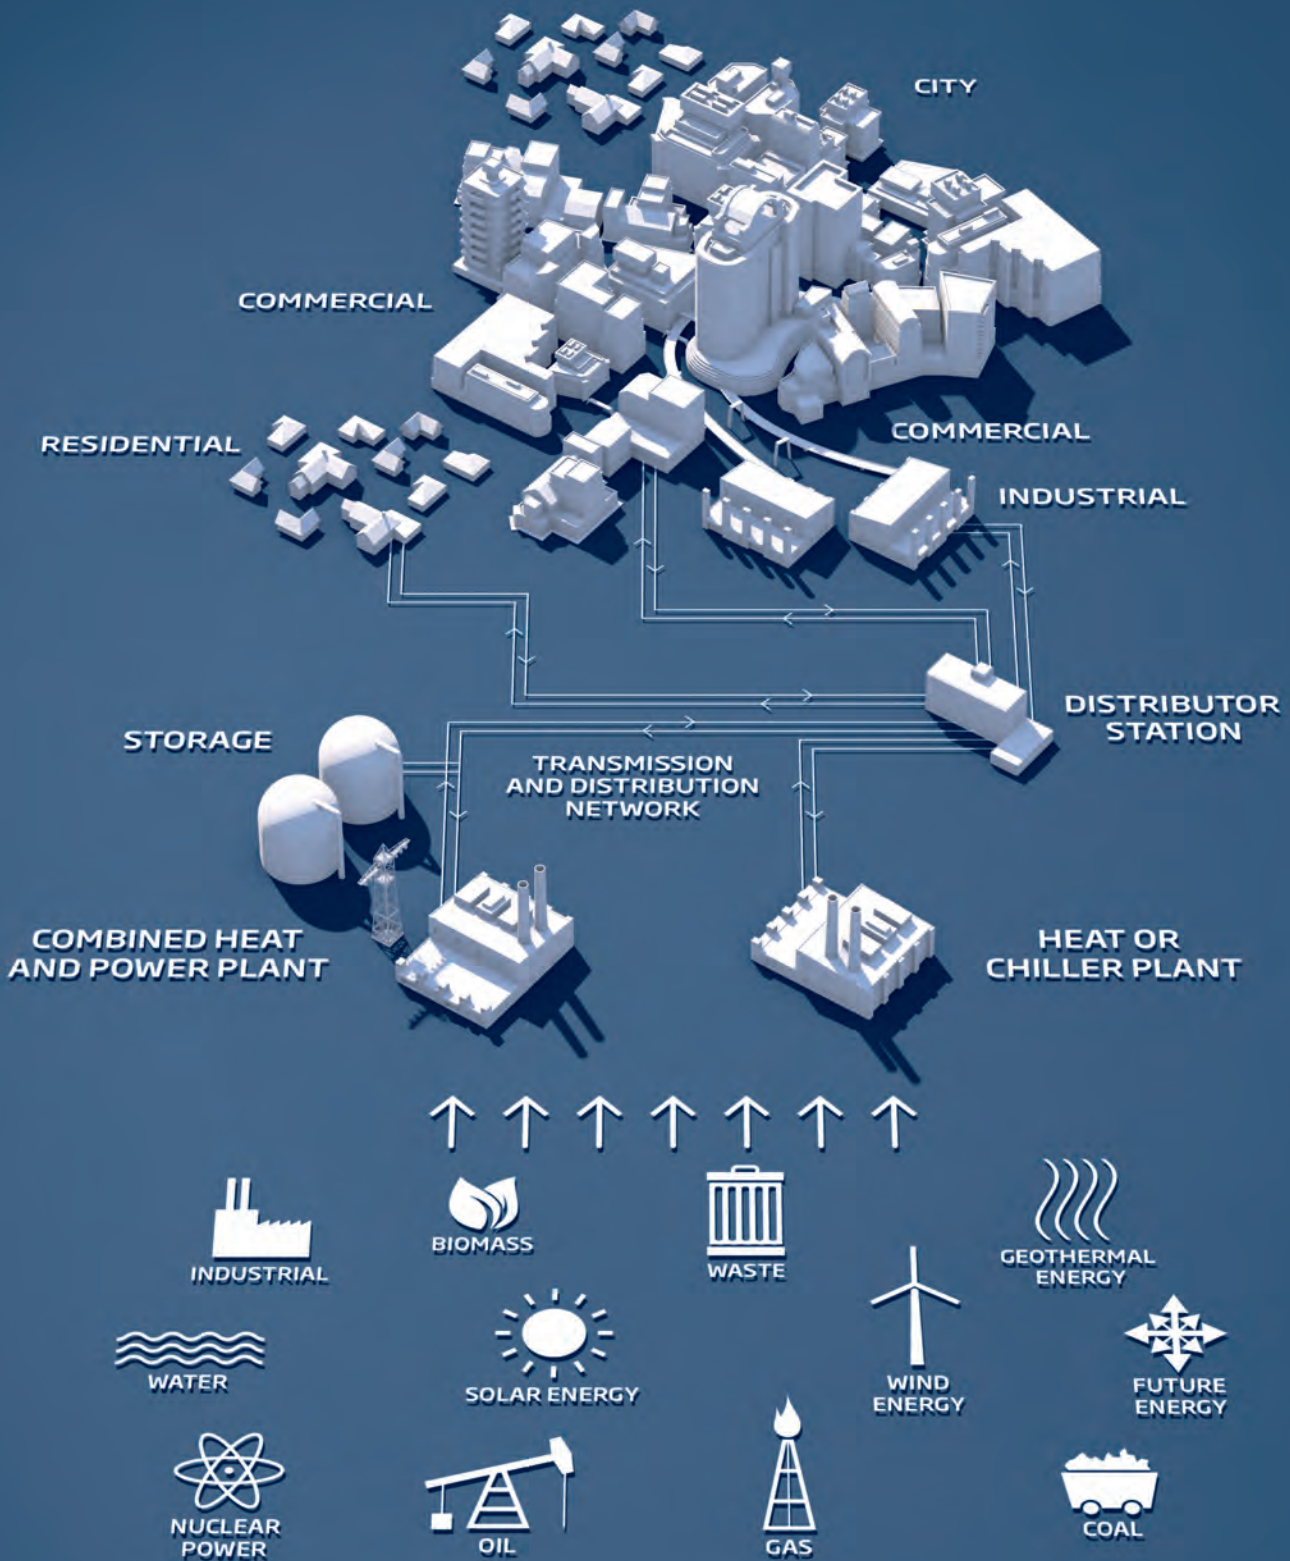 CITY
COMMERCIAL
RESIDENTIAL
COMMERCIAL
INDUSTRIAL
DISTRIBUTOR
STATION
STORAGE
TRANSMISSION
AND DISTRIBUTION
NETWORK
COMBINED HEAT
AND POWER PLANT
HEAT OR
CHILLER PLANT
INDUSTRIAL
BIOMASS
WASTE
GEOTHERMAL
ENERGY
WATER
SOLAR ENERGY
WIND
ENERGY
FUTURE
ENERGY
NUCLEAR
POWER
OIL
GAS
COAL